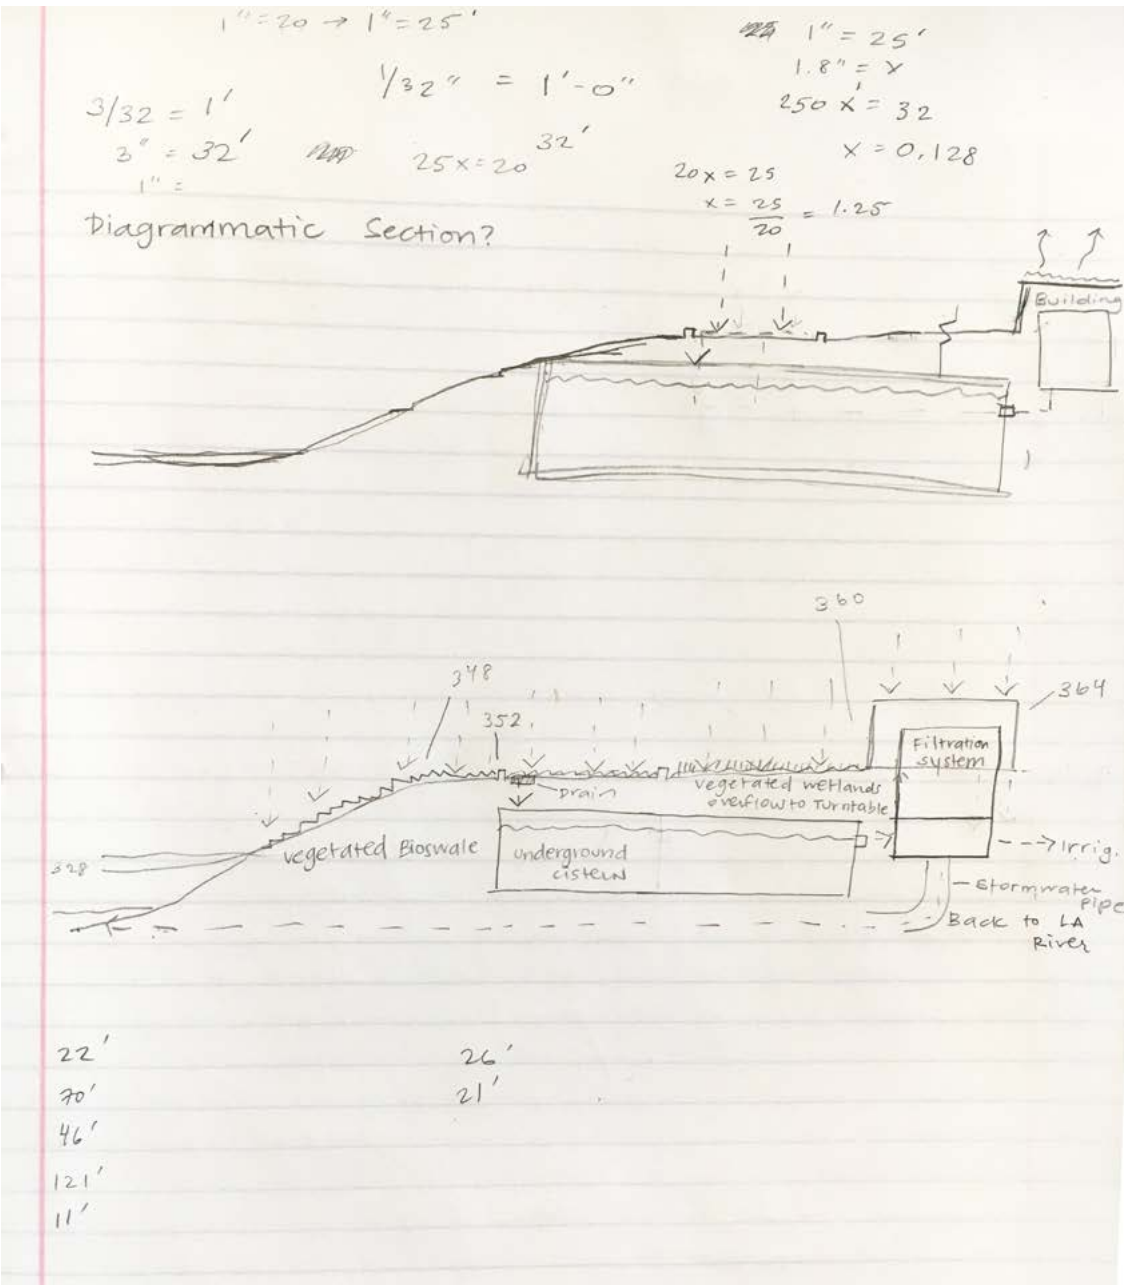 1"=20 → 1"=25'
1" = 25'
1.8" = x
250 x' = 32
x = 0.128
1/32" = 1'-0"
32'
3/32 = 1'
3" = 32'
1" =
25x=20
20x = 25
x = 25/20 = 1.25
Diagrammatic Section?
Building
360
348
364
352
Filtration
system
Drain
vegetated wetlands
overflow to Turntable
vegetated Bioswale
underground
cistern
328
Irrig.
Stormwater
Pipe
Back to LA
River
22'
26'
70'
21'
46'
121'
11'